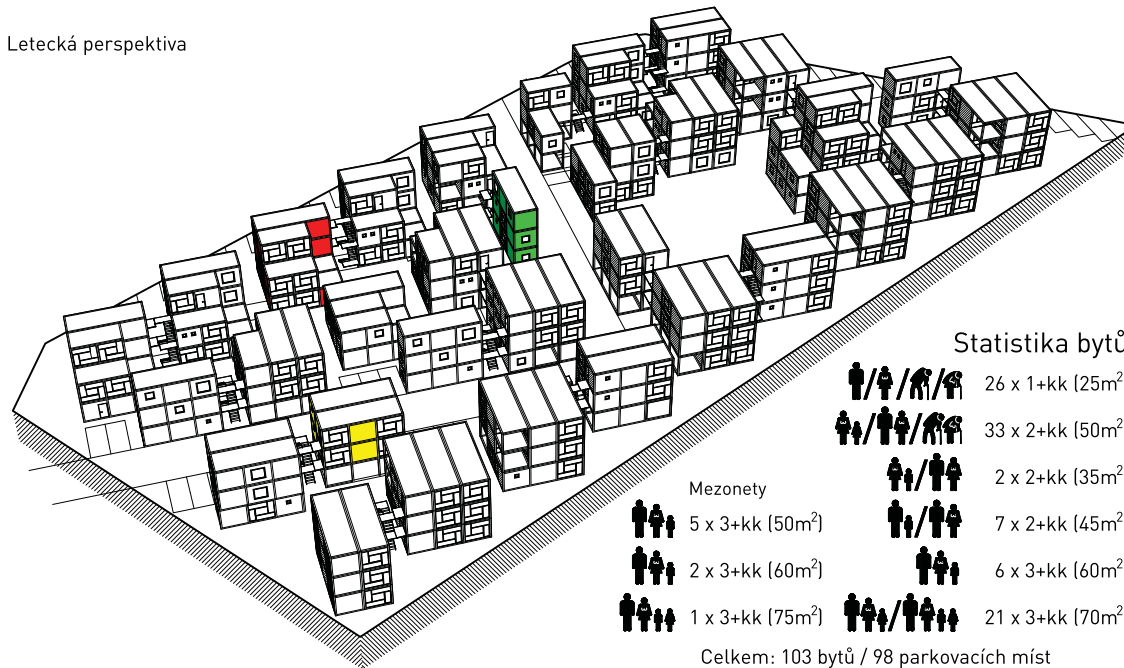 Letecká perspektiva
Statistika bytů
26 x 1+kk (25m²
33 x 2+kk (50m²
2 x 2+kk (35m²
7 x 2+kk (45m²
6 x 3+kk (60m²
21 x 3+kk (70m²
Mezonety
5 x 3+kk (50m²)
2 x 3+kk (60m²)
1 x 3+kk (75m²)
Celkem: 103 bytů / 98 parkovacích míst